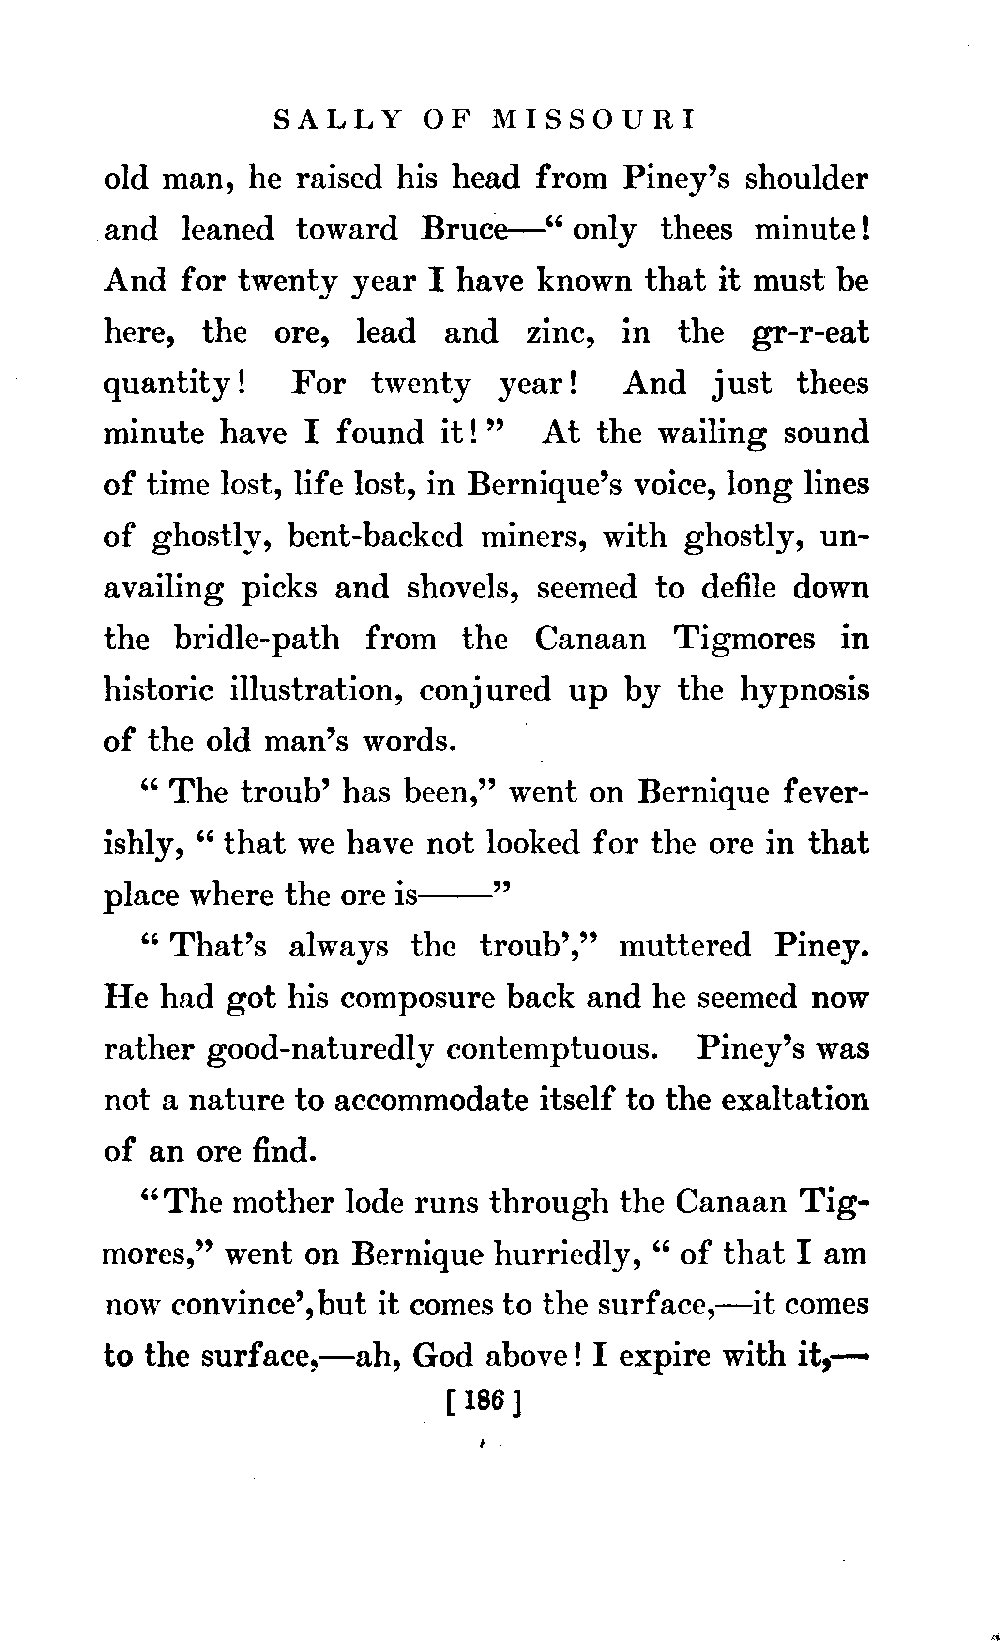 SALLY OF MISSOURI
old man, he raised his head from Piney's shoulder
and leaned toward Bruce—" only thees minute!
And for twenty year I have known that it must be
here, the ore, lead and zinc, in the gr-r-eat
quantity! For twenty year! And just thees
minute have I found it!" At the wailing sound
of time lost, life lost, in Bernique's voice, long lines
of ghostly, bent-backed miners, with ghostly, un-
availing picks and shovels, seemed to defile down
the bridle-path from the Canaan Tigmores in
historic illustration, conjured up by the hypnosis
of the old man's words.
" The troub' has been," went on Bernique fever-
ishly, " that we have not looked for the ore in that
place where the ore is——"
" That's always the troub'," muttered Piney.
He had got his composure back and he seemed now
rather good-naturedly contemptuous. Piney's was
not a nature to accommodate itself to the exaltation
of an ore find.
"The mother lode runs through the Canaan Tig-
mores," went on Bernique hurriedly, " of that I am
now convince',but it comes to the surface,—it comes
to the surface,—ah, God above! I expire with it,—
[ 186 ]